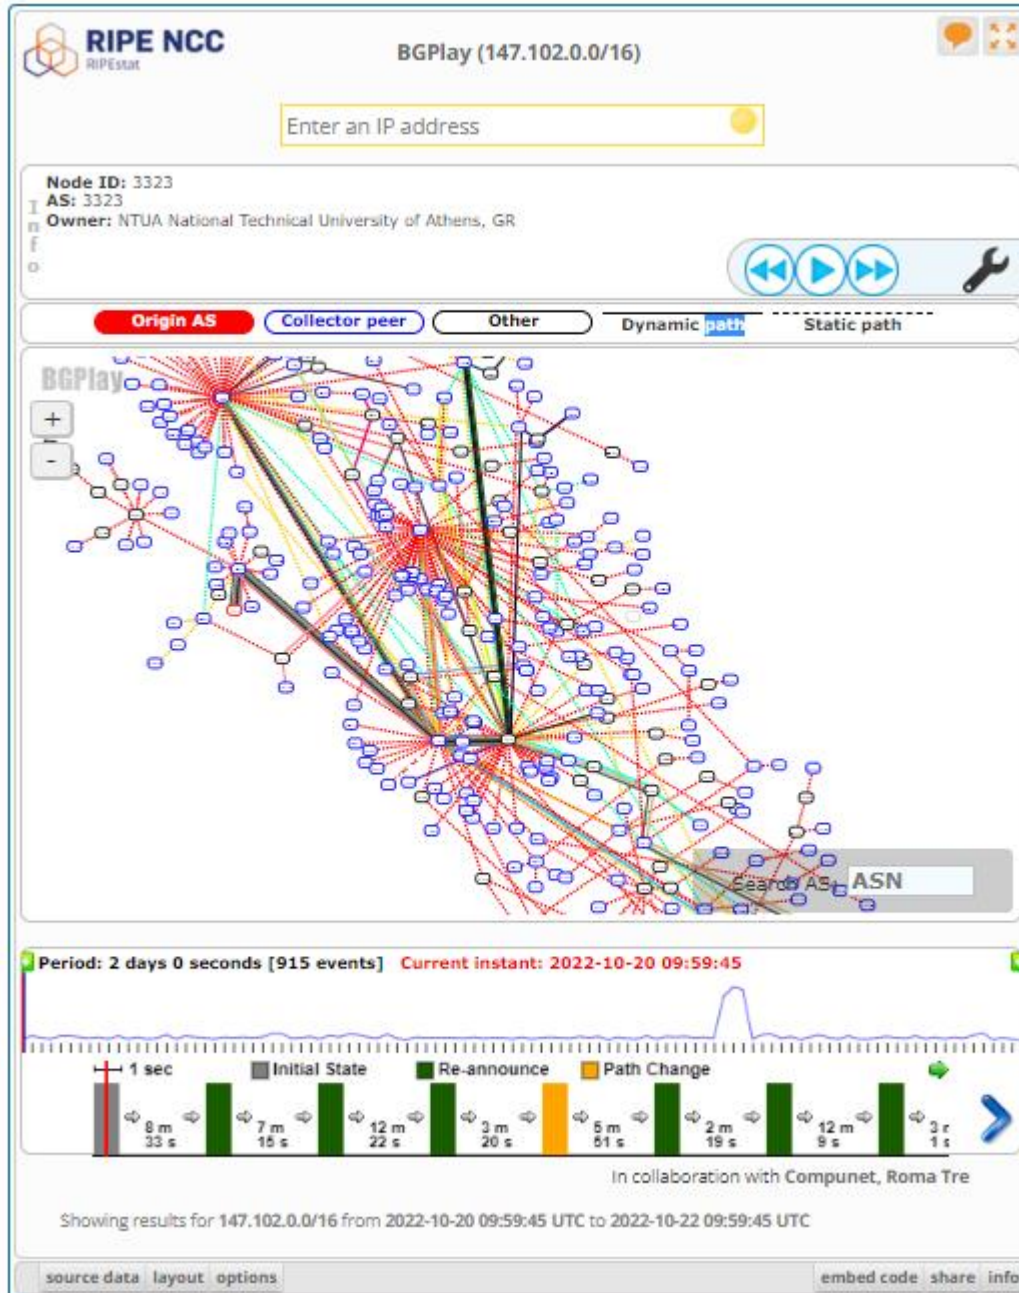 RIPE NCC
RIPEstat
BGPlay (147.102.0.0/16)
Enter an IP address
Info
Node ID: 3323
AS: 3323
Owner: NTUA National Technical University of Athens, GR
Origin AS Collector peer Other Dynamic path Static path
BGPlay
+
-
Search AS: ASN
Period: 2 days 0 seconds [915 events] Current instant: 2022-10-20 09:59:45
1 sec Initial State Re-announce Path Change
8 m 7 m 12 m 3 m 5 m 2 m 12 m
33 s 15 s 22 s 20 s 51 s 19 s 9 s
In collaboration with Compunet, Roma Tre
Showing results for 147.102.0.0/16 from 2022-10-20 09:59:45 UTC to 2022-10-22 09:59:45 UTC
source data layout options embed code share info